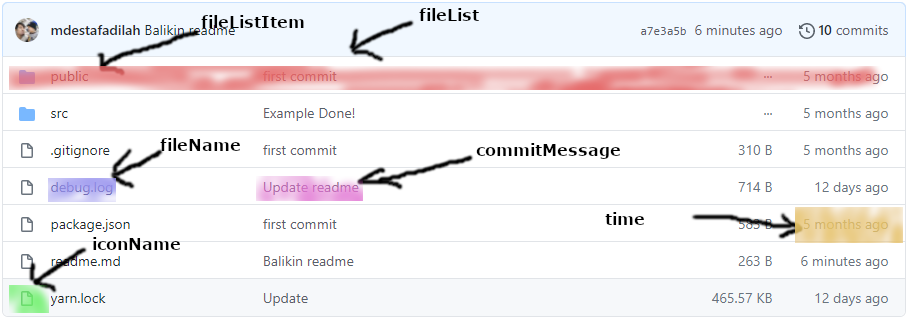 fileListItem
fileList
mdestafadilah Balikin readme
a7e3a5b 6 minutes ago 10 commits
public first commit ... 5 months ago
src Example Done! ... 5 months ago
fileName
commitMessage
.gitignore first commit 310 B 5 months ago
debug.log Update readme 714 B 12 days ago
time
package.json first commit 583 B 5 months ago
iconName
readme.md Balikin readme 263 B 6 minutes ago
yarn.lock Update 465.57 KB 12 days ago